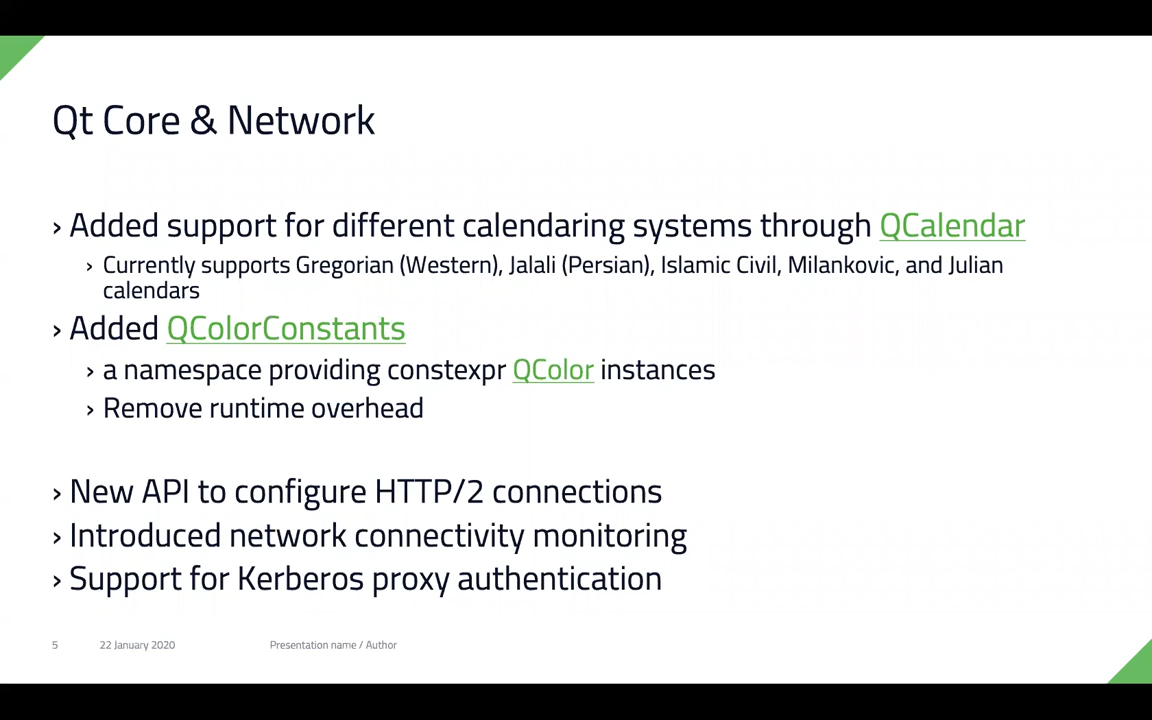 Qt Core & Network
› Added support for different calendaring systems through QCalendar
› Currently supports Gregorian (Western), Jalali (Persian), Islamic Civil, Milankovic, and Julian
calendars
› Added QColorConstants
› a namespace providing constexpr QColor instances
› Remove runtime overhead
› New API to configure HTTP/2 connections
› Introduced network connectivity monitoring
› Support for Kerberos proxy authentication
5 22 January 2020 Presentation name / Author